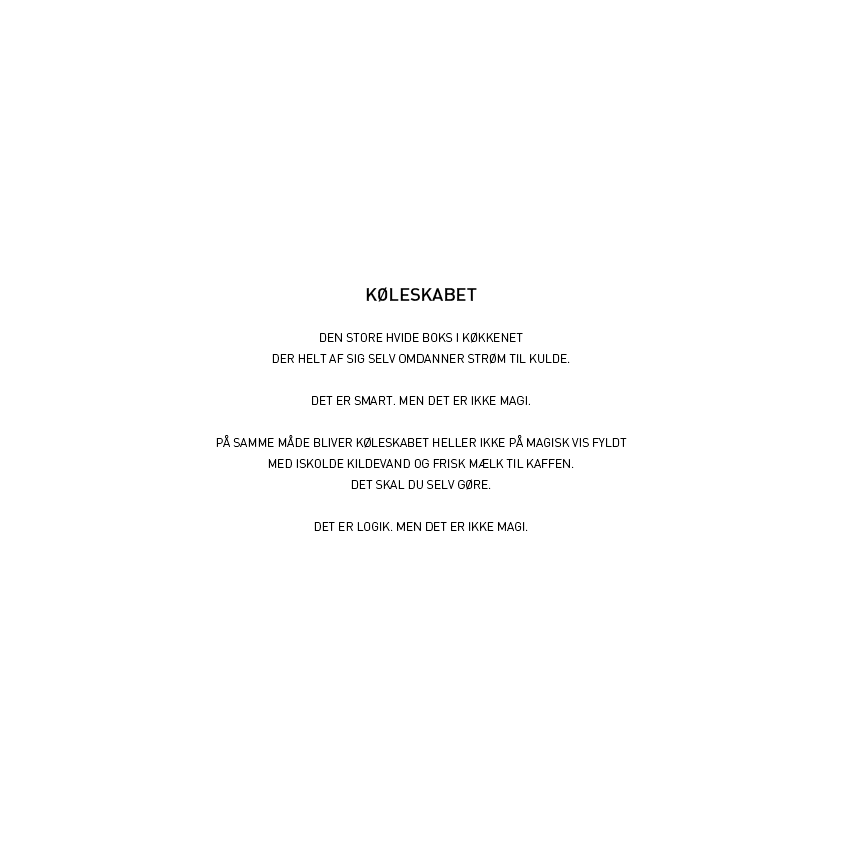 KØLESKABET
DEN STORE HVIDE BOKS I KØKKENET
DER HELT AF SIG SELV OMDANNER STRØM TIL KULDE.
DET ER SMART. MEN DET ER IKKE MAGI.
PÅ SAMME MÅDE BLIVER KØLESKABET HELLER IKKE PÅ MAGISK VIS FYLDT
MED ISKOLDE KILDEVAND OG FRISK MÆLK TIL KAFFEN.
DET SKAL DU SELV GØRE.
DET ER LOGIK. MEN DET ER IKKE MAGI.